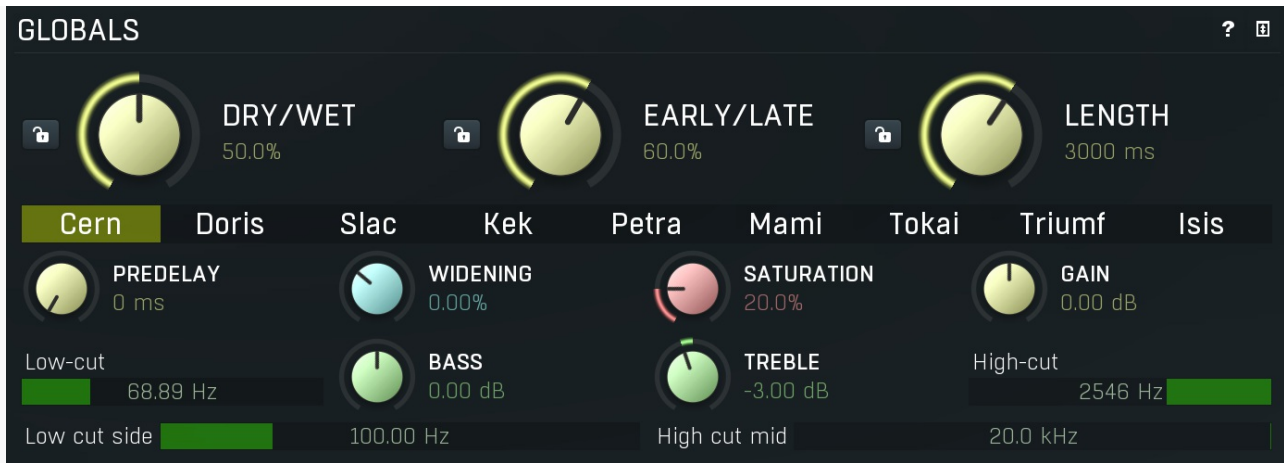 GLOBALS ?
DRY/WET EARLY/LATE LENGTH
50.0% 60.0% 3000 ms
Cern Doris Slac Kek Petra Mami Tokai Triumf Isis
PREDELAY WIDENING SATURATION GAIN
0 ms 0.00% 20.0% 0.00 dB
Low-cut BASS TREBLE High-cut
68.89 Hz 0.00 dB -3.00 dB 2546 Hz
Low cut side 100.00 Hz High cut mid 20.0 kHz